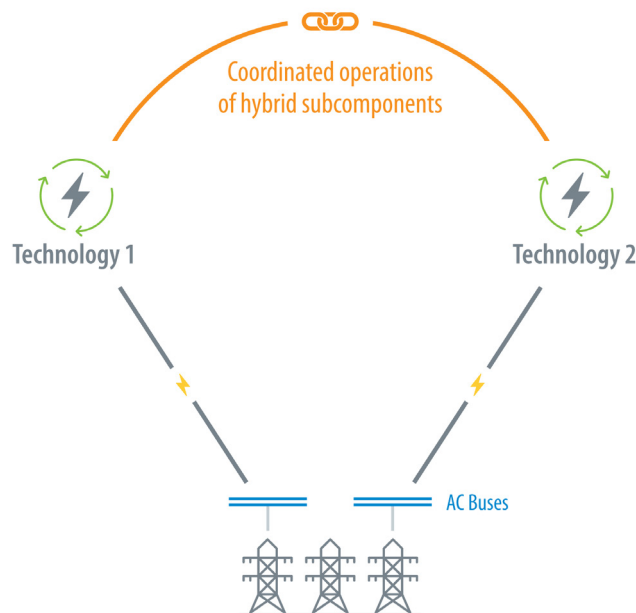 Coordinated operations
of hybrid subcomponents
Technology 1
Technology 2
AC Buses